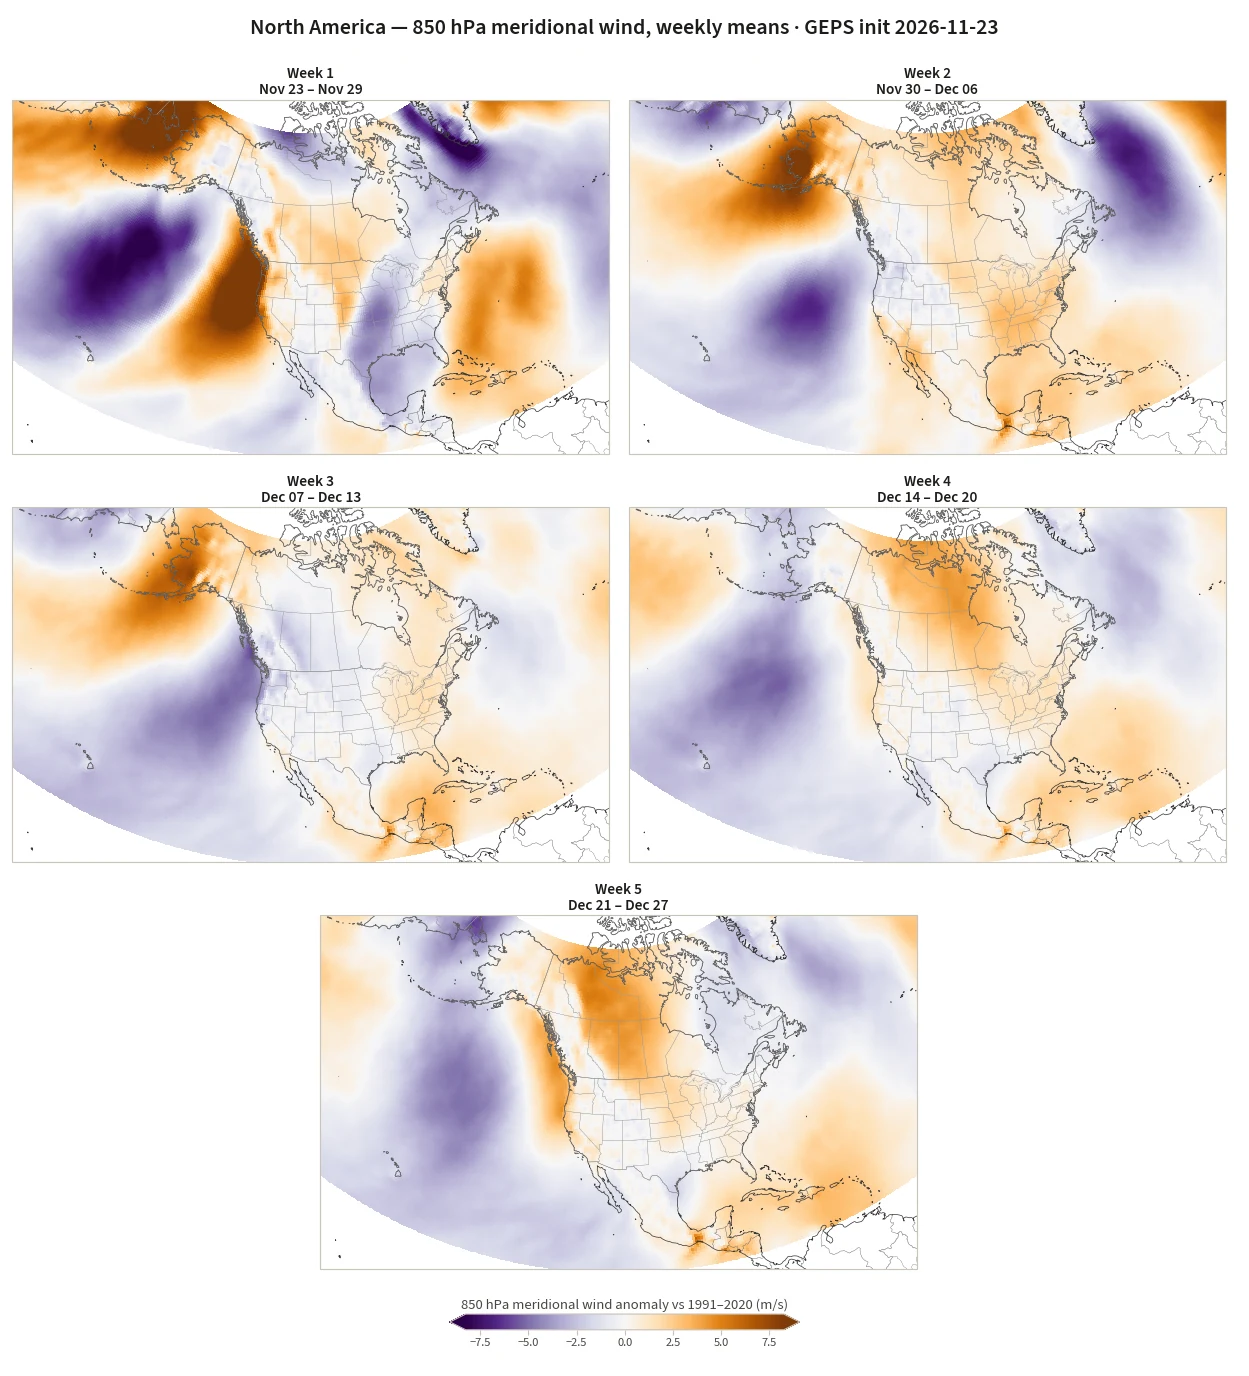 North America — 850 hPa meridional wind, weekly means · GEPS init 2026-11-23
Week 1
Nov 23 – Nov 29
Week 2
Nov 30 – Dec 06
Week 3
Dec 07 – Dec 13
Week 4
Dec 14 – Dec 20
Week 5
Dec 21 – Dec 27
850 hPa meridional wind anomaly vs 1991–2020 (m/s)
−7.5 −5.0 −2.5 0.0 2.5 5.0 7.5